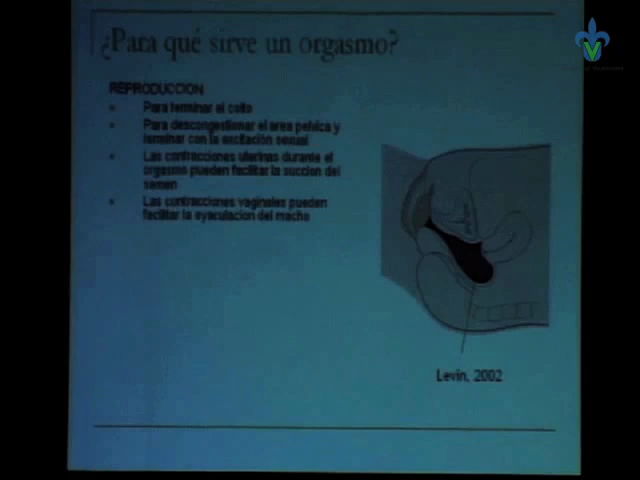 ¿Para qué sirve un orgasmo?
REPRODUCCION
Para terminar el coito
Para descongestionar el area pelvica y
terminar con la excitación sexual
Las contracciones uterinas durante el
orgasmo pueden facilitar la succion del
semen
Las contracciones vaginales pueden
facilitar la eyaculacion del macho
Levin, 2002